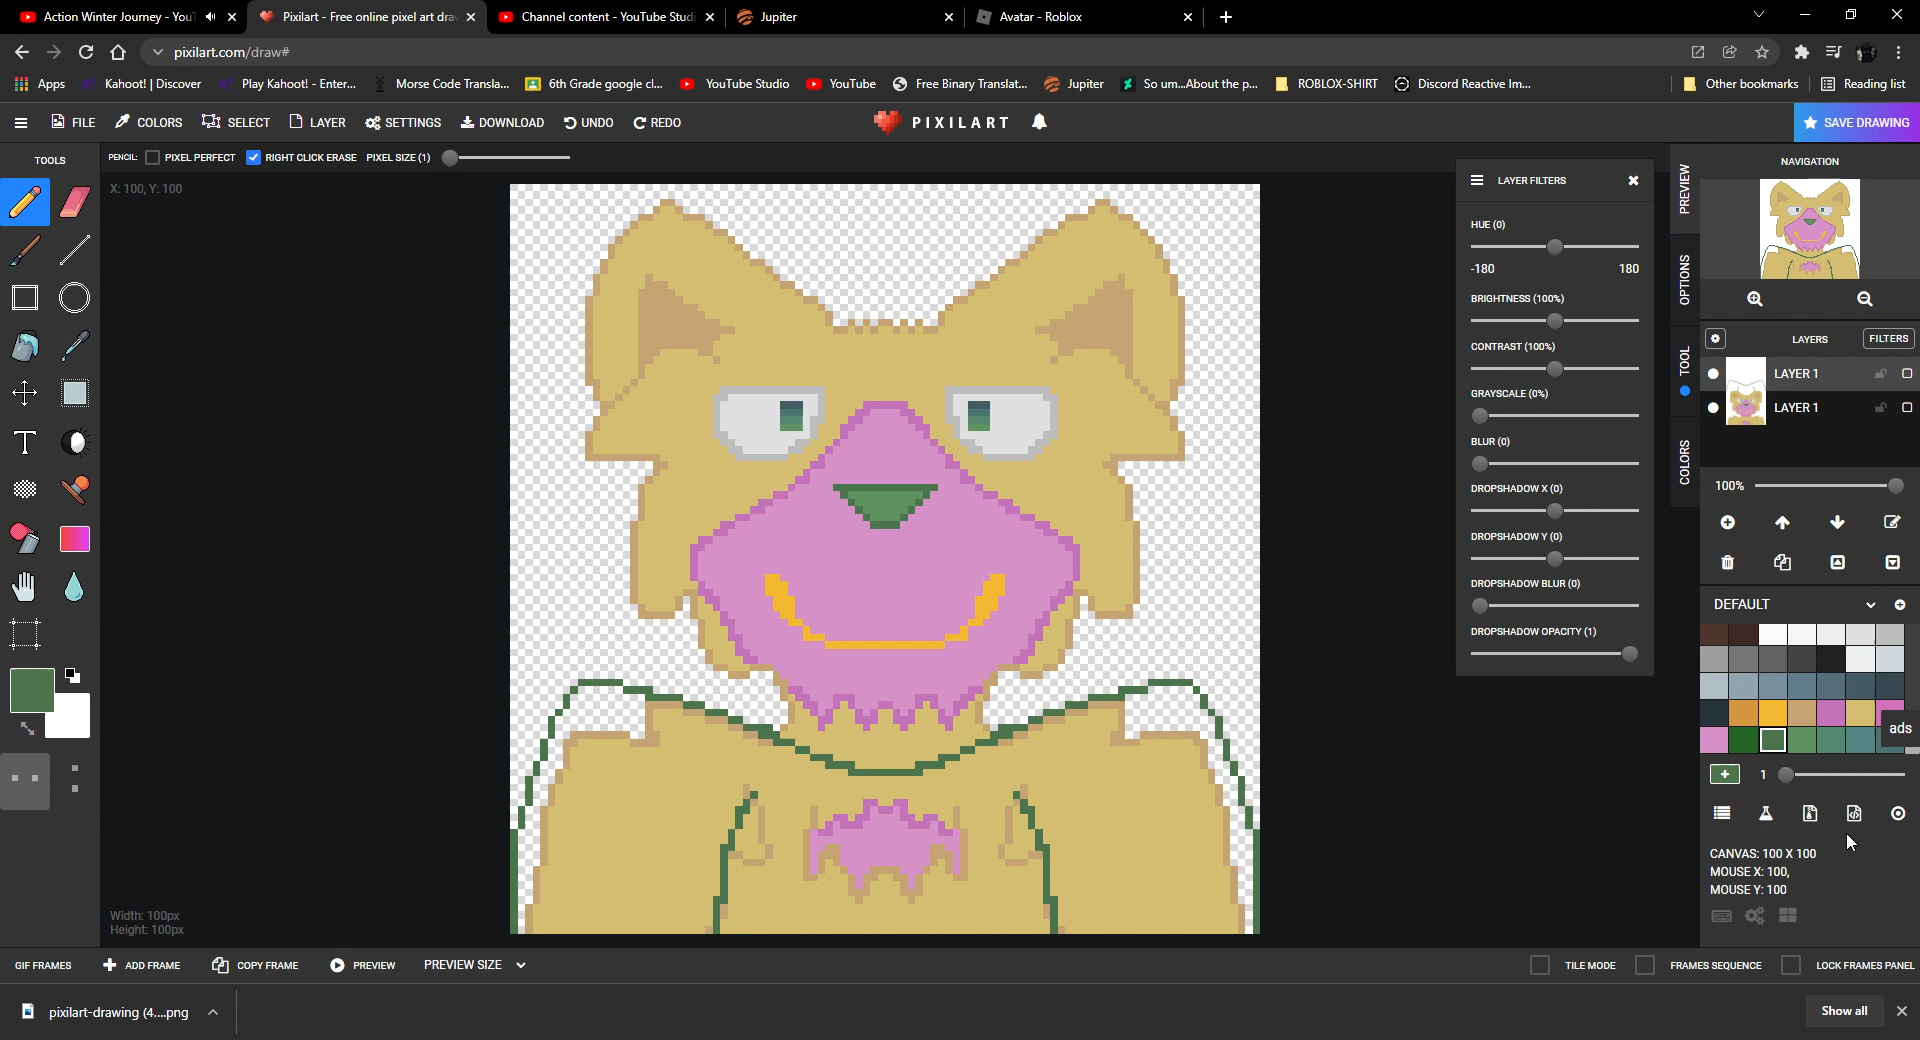 Action Winter Journey - You
Pixilart - Free online pixel art dra
Channel content - YouTube Studi
Jupiter
Avatar - Roblox
pixilart.com/draw#
Apps
Kahoot! | Discover
Play Kahoot! - Enter...
Morse Code Transla...
6th Grade google cl...
YouTube Studio
YouTube
Free Binary Translat...
Jupiter
So um...About the p...
ROBLOX-SHIRT
Discord Reactive Im...
Other bookmarks
Reading list
FILE
COLORS
SELECT
LAYER
SETTINGS
DOWNLOAD
UNDO
REDO
PIXILART
SAVE DRAWING
TOOLS
PENCIL:
PIXEL PERFECT
RIGHT CLICK ERASE
PIXEL SIZE (1)
X: 100, Y: 100
LAYER FILTERS
HUE (0)
-180
180
BRIGHTNESS (100%)
CONTRAST (100%)
GRAYSCALE (0%)
BLUR (0)
DROPSHADOW X (0)
DROPSHADOW Y (0)
DROPSHADOW BLUR (0)
DROPSHADOW OPACITY (1)
PREVIEW
OPTIONS
TOOL
COLORS
NAVIGATION
LAYERS
FILTERS
LAYER 1
LAYER 1
100%
DEFAULT
ads
1
CANVAS: 100 X 100
MOUSE X: 100,
MOUSE Y: 100
Width: 100px
Height: 100px
GIF FRAMES
ADD FRAME
COPY FRAME
PREVIEW
PREVIEW SIZE
TILE MODE
FRAMES SEQUENCE
LOCK FRAMES PANEL
pixilart-drawing (4....png
Show all